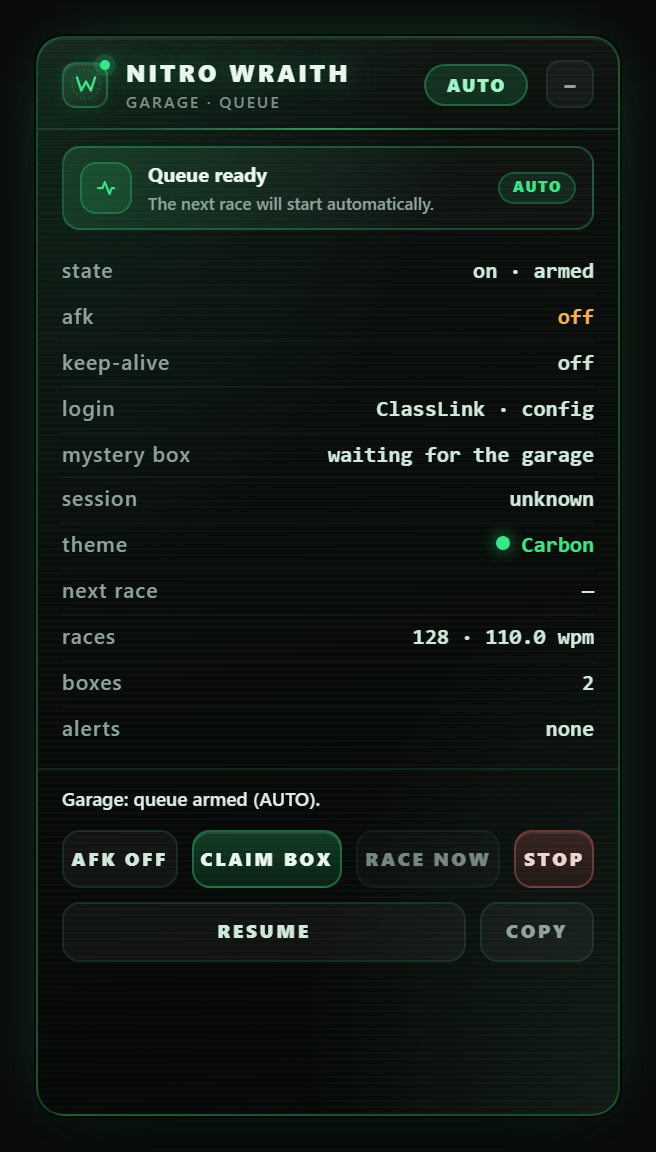 W
NITRO WRAITH
GARAGE · QUEUE
AUTO
–
Queue ready
The next race will start automatically.
AUTO
state on · armed
afk off
keep-alive off
login ClassLink · config
mystery box waiting for the garage
session unknown
theme Carbon
next race —
races 128 · 110.0 wpm
boxes 2
alerts none
Garage: queue armed (AUTO).
AFK OFF CLAIM BOX RACE NOW STOP
RESUME COPY